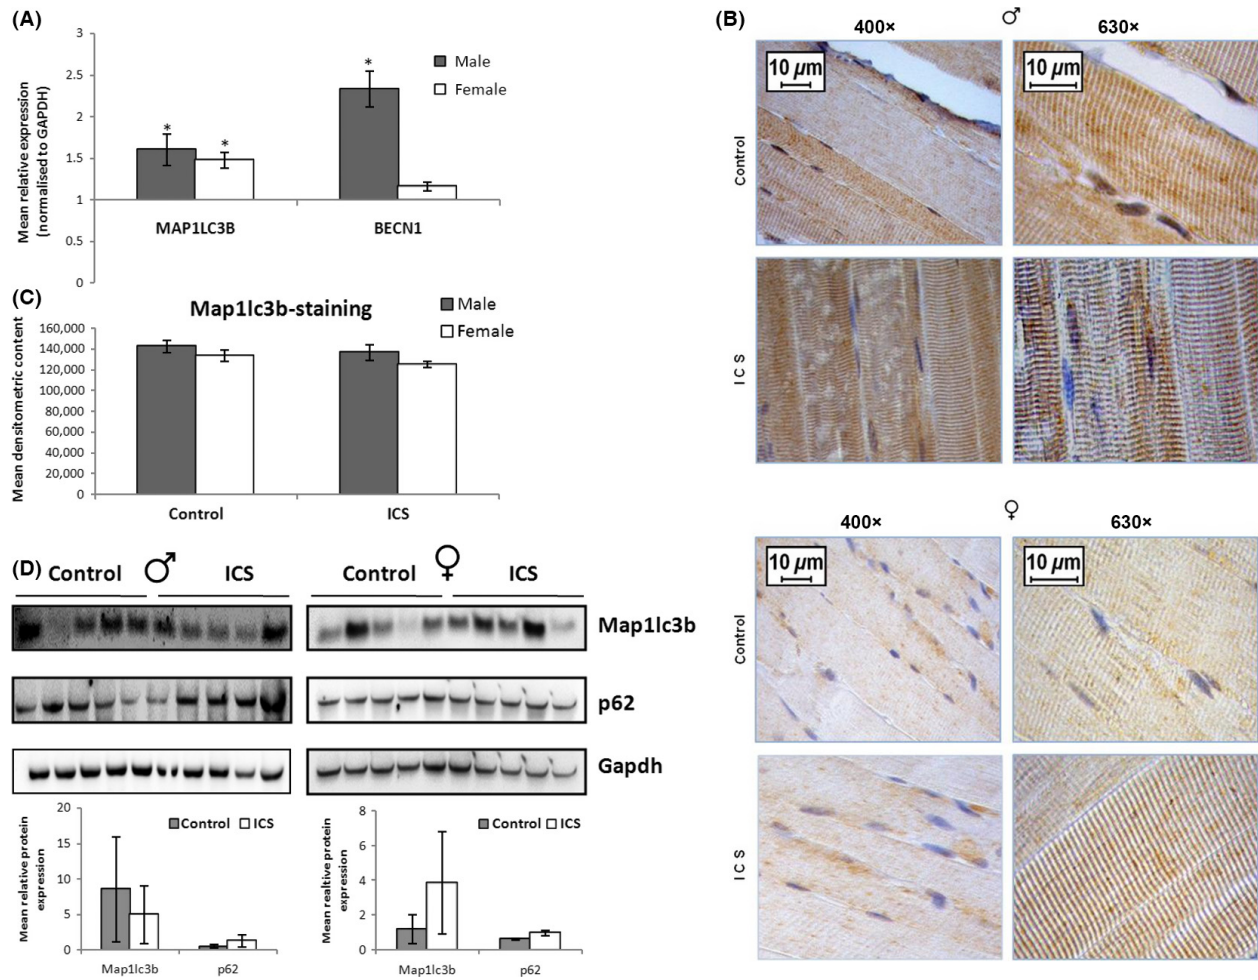 (A)
3
2.5
2
1.5
1
0.5
0
Mean relative expression
(normalised to GAPDH)
*
*
*
Male
Female
MAP1LC3B
BECN1
(C)
Map1lc3b-staining
Male
Female
160,000
140,000
120,000
100,000
80,000
60,000
40,000
20,000
0
Mean densitometric content
Control
ICS
(D)
Control ♂ ICS
Control ♀ ICS
Map1lc3b
p62
Gapdh
20
15
10
5
0
Mean relative protein
expression
Control ICS
Map1lc3b
p62
8
6
4
2
0
Mean realtive protein
expression
Control ICS
Map1lc3b
p62
(B)
♂
400×
630×
10 µm
10 µm
Control
I C S
♀
400×
630×
10 µm
10 µm
Control
I C S